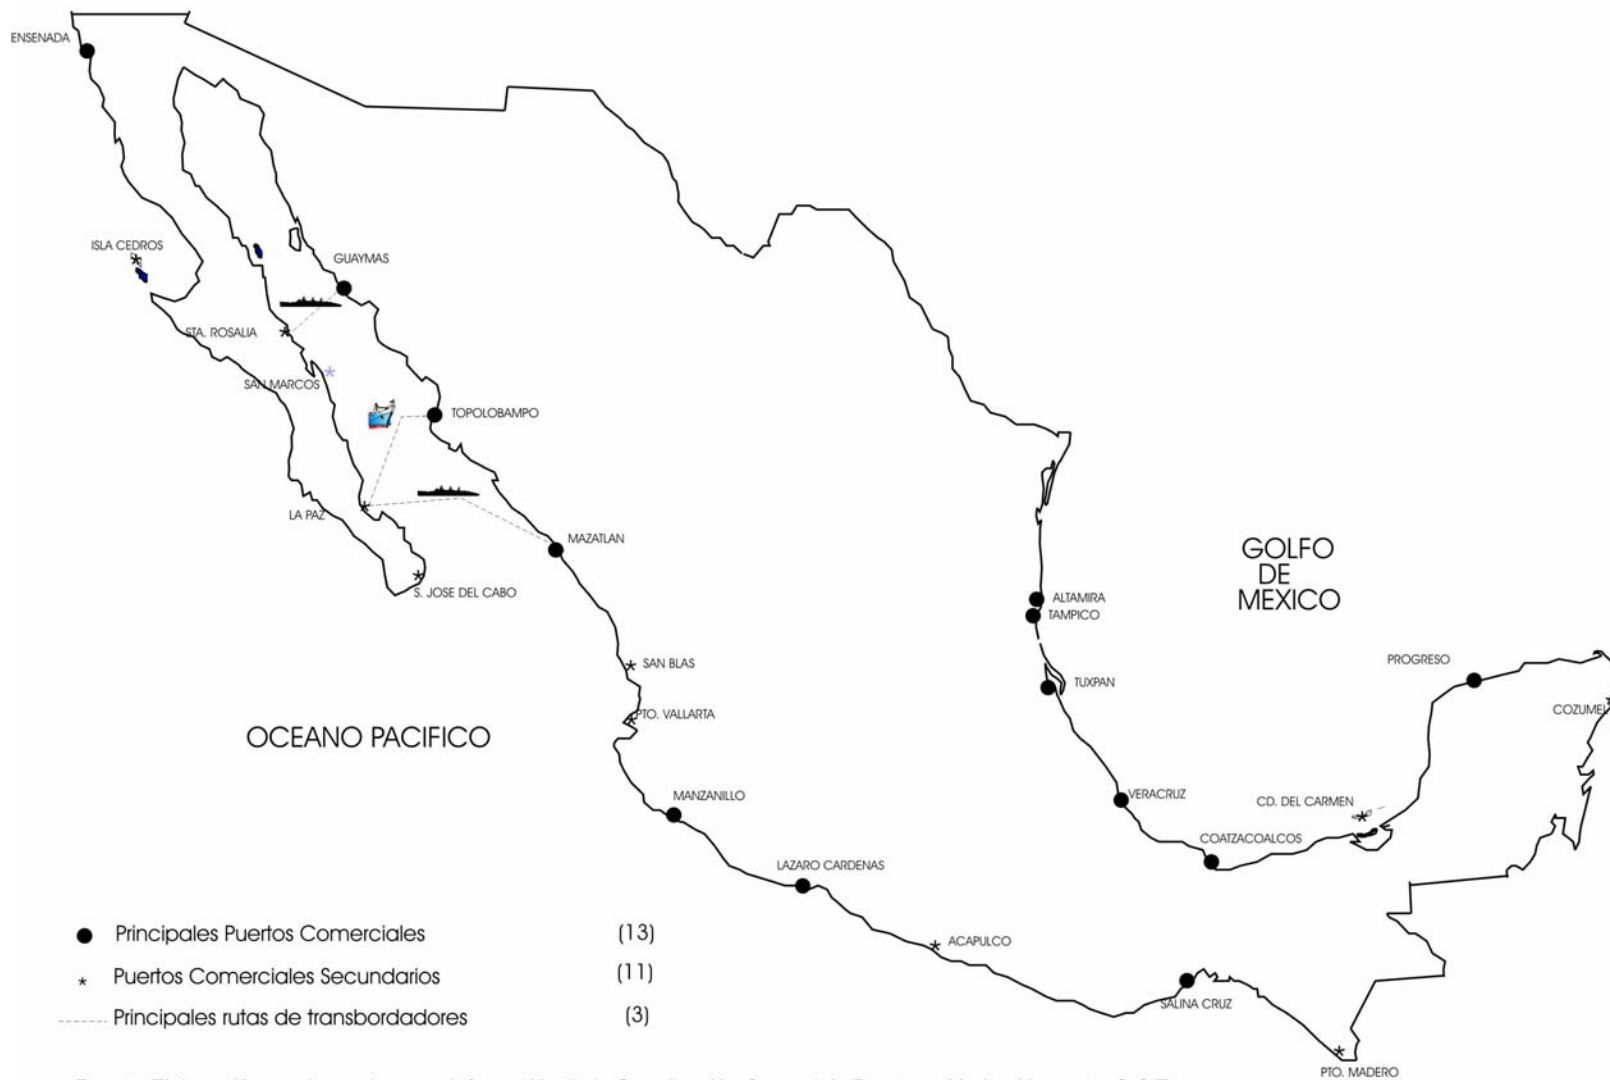 ENSENADA
ISLA CEDROS
GUAYMAS
STA. ROSALIA
SAN MARCOS
TOPOLOBAMPO
LA PAZ
MAZATLAN
S. JOSE DEL CABO
GOLFO
DE
MEXICO
ALTAMIRA
TAMPICO
SAN BLAS
PROGRESO
TUXPAN
COZUMEL
PTO. VALLARTA
OCEANO PACIFICO
MANZANILLO
VERACRUZ
CD. DEL CARMEN
COATZACOALCOS
LAZARO CARDENAS
Principales Puertos Comerciales (13)
ACAPULCO
Puertos Comerciales Secundarios (11)
SALINA CRUZ
Principales rutas de transbordadores (3)
PTO. MADERO